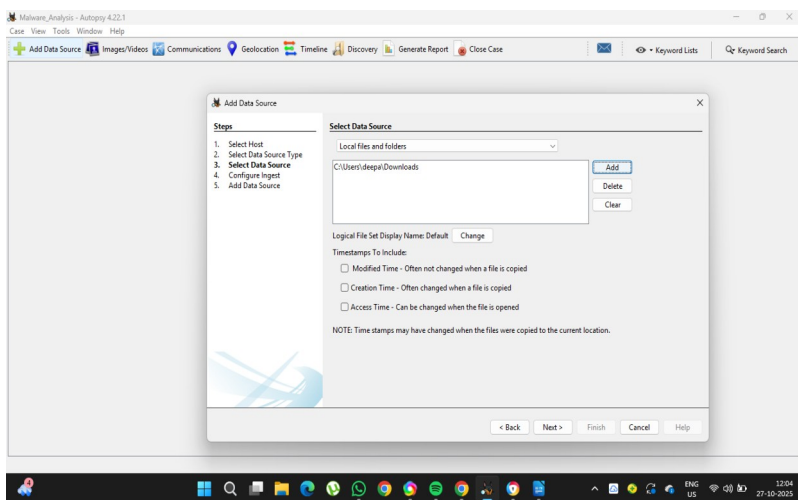 Malware_Analysis - Autopsy 4.22.1
Case View Tools Window Help
Add Data Source Images/Videos Communications Geolocation Timeline Discovery Generate Report Close Case Keyword Lists Keyword Search
Add Data Source
Steps
1. Select Host
2. Select Data Source Type
3. Select Data Source
4. Configure Ingest
5. Add Data Source
Select Data Source
Local files and folders
C:\Users\deepa\Downloads
Add
Delete
Clear
Logical File Set Display Name: Default Change
Timestamps To Include:
Modified Time - Often not changed when a file is copied
Creation Time - Often changed when a file is copied
Access Time - Can be changed when the file is opened
NOTE: Time stamps may have changed when the files were copied to the current location.
< Back Next > Finish Cancel Help
4
ENG
US
12:04
27-10-2025